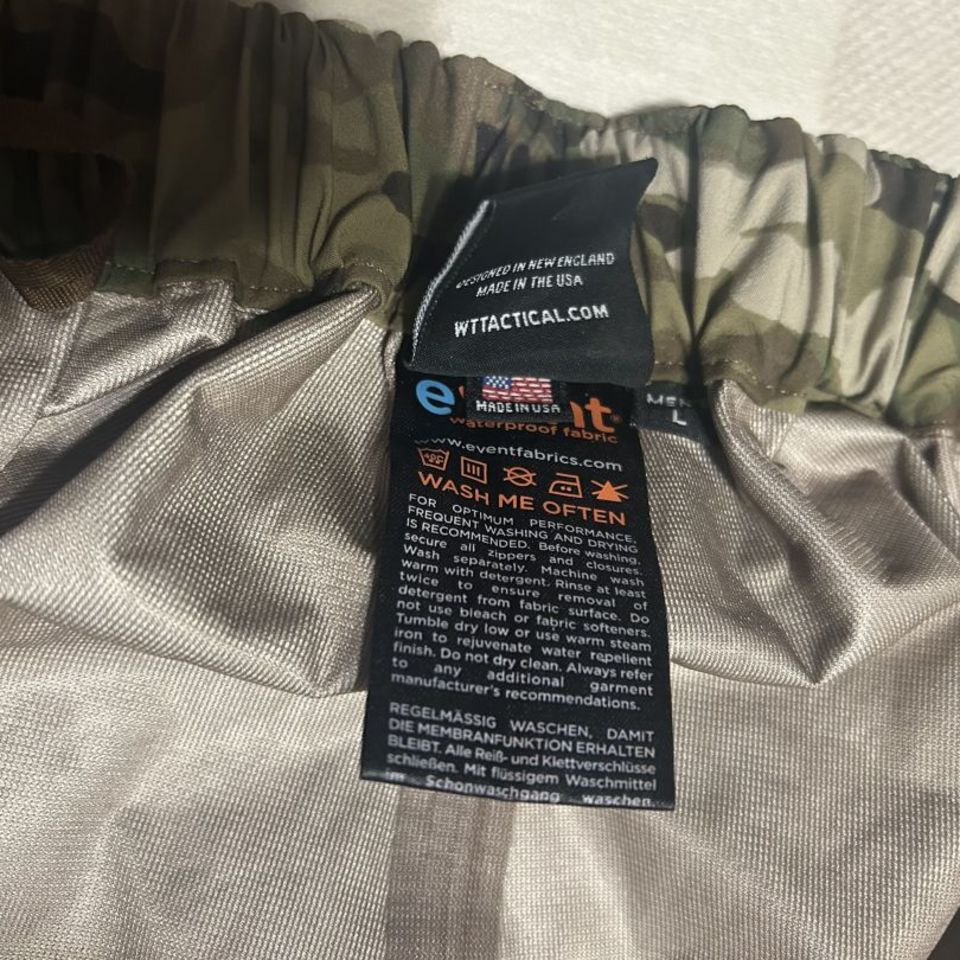 DESIGNED IN NEW ENGLAND
MADE IN THE USA
WTTACTICAL.COM
MADE IN USA
MEN
L
waterproof fabric
www.eventfabrics.com
WASH ME OFTEN
FOR OPTIMUM PERFORMANCE,
FREQUENT WASHING AND DRYING
IS RECOMMENDED. Before washing,
secure all zippers and closures.
Wash separately. Machine wash
warm with detergent. Rinse at least
twice to ensure removal of
detergent from fabric surface. Do
not use bleach or fabric softeners.
Tumble dry low or use warm steam
iron to rejuvenate water repellent
finish. Do not dry clean. Always refer
to any additional garment
manufacturer's recommendations.
REGELMÄSSIG WASCHEN, DAMIT
DIE MEMBRANFUNKTION ERHALTEN
BLEIBT. Alle Reiß- und Klettverschlüsse
schließen. Mit flüssigem Waschmittel
im Schonwaschgang waschen.